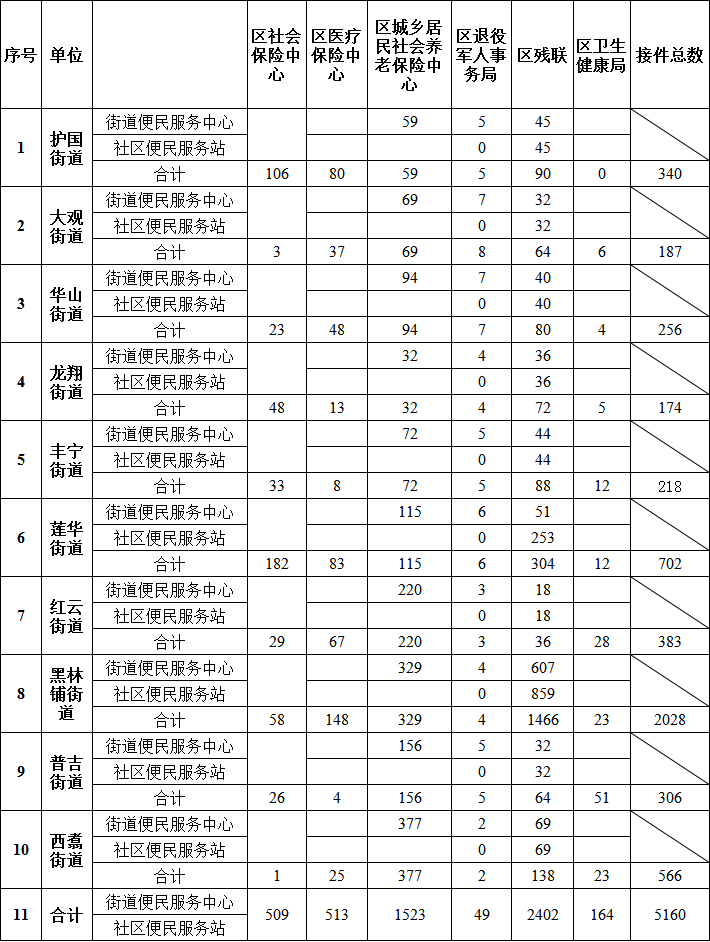 序号 单位 区社会保险中心 区医疗保险中心 区城乡居民社会养老保险中心 区退役军人事务局 区残联 区卫生健康局 接件总数
1 护国街道 街道便民服务中心 59 5 45
社区便民服务站 0 45
合计 106 80 59 5 90 0 340
2 大观街道 街道便民服务中心 69 7 32
社区便民服务站 0 32
合计 3 37 69 8 64 6 187
3 华山街道 街道便民服务中心 94 7 40
社区便民服务站 0 40
合计 23 48 94 7 80 4 256
4 龙翔街道 街道便民服务中心 32 4 36
社区便民服务站 0 36
合计 48 13 32 4 72 5 174
5 丰宁街道 街道便民服务中心 72 5 44
社区便民服务站 0 44
合计 33 8 72 5 88 12 218
6 莲华街道 街道便民服务中心 115 6 51
社区便民服务站 0 253
合计 182 83 115 6 304 12 702
7 红云街道 街道便民服务中心 220 3 18
社区便民服务站 0 18
合计 29 67 220 3 36 28 383
8 黑林铺街道 街道便民服务中心 329 4 607
社区便民服务站 0 859
合计 58 148 329 4 1466 23 2028
9 普吉街道 街道便民服务中心 156 5 32
社区便民服务站 0 32
合计 26 4 156 5 64 51 306
10 西翥街道 街道便民服务中心 377 2 69
社区便民服务站 0 69
合计 1 25 377 2 138 23 566
11 合计 街道便民服务中心 509 513 1523 49 2402 164 5160
社区便民服务站